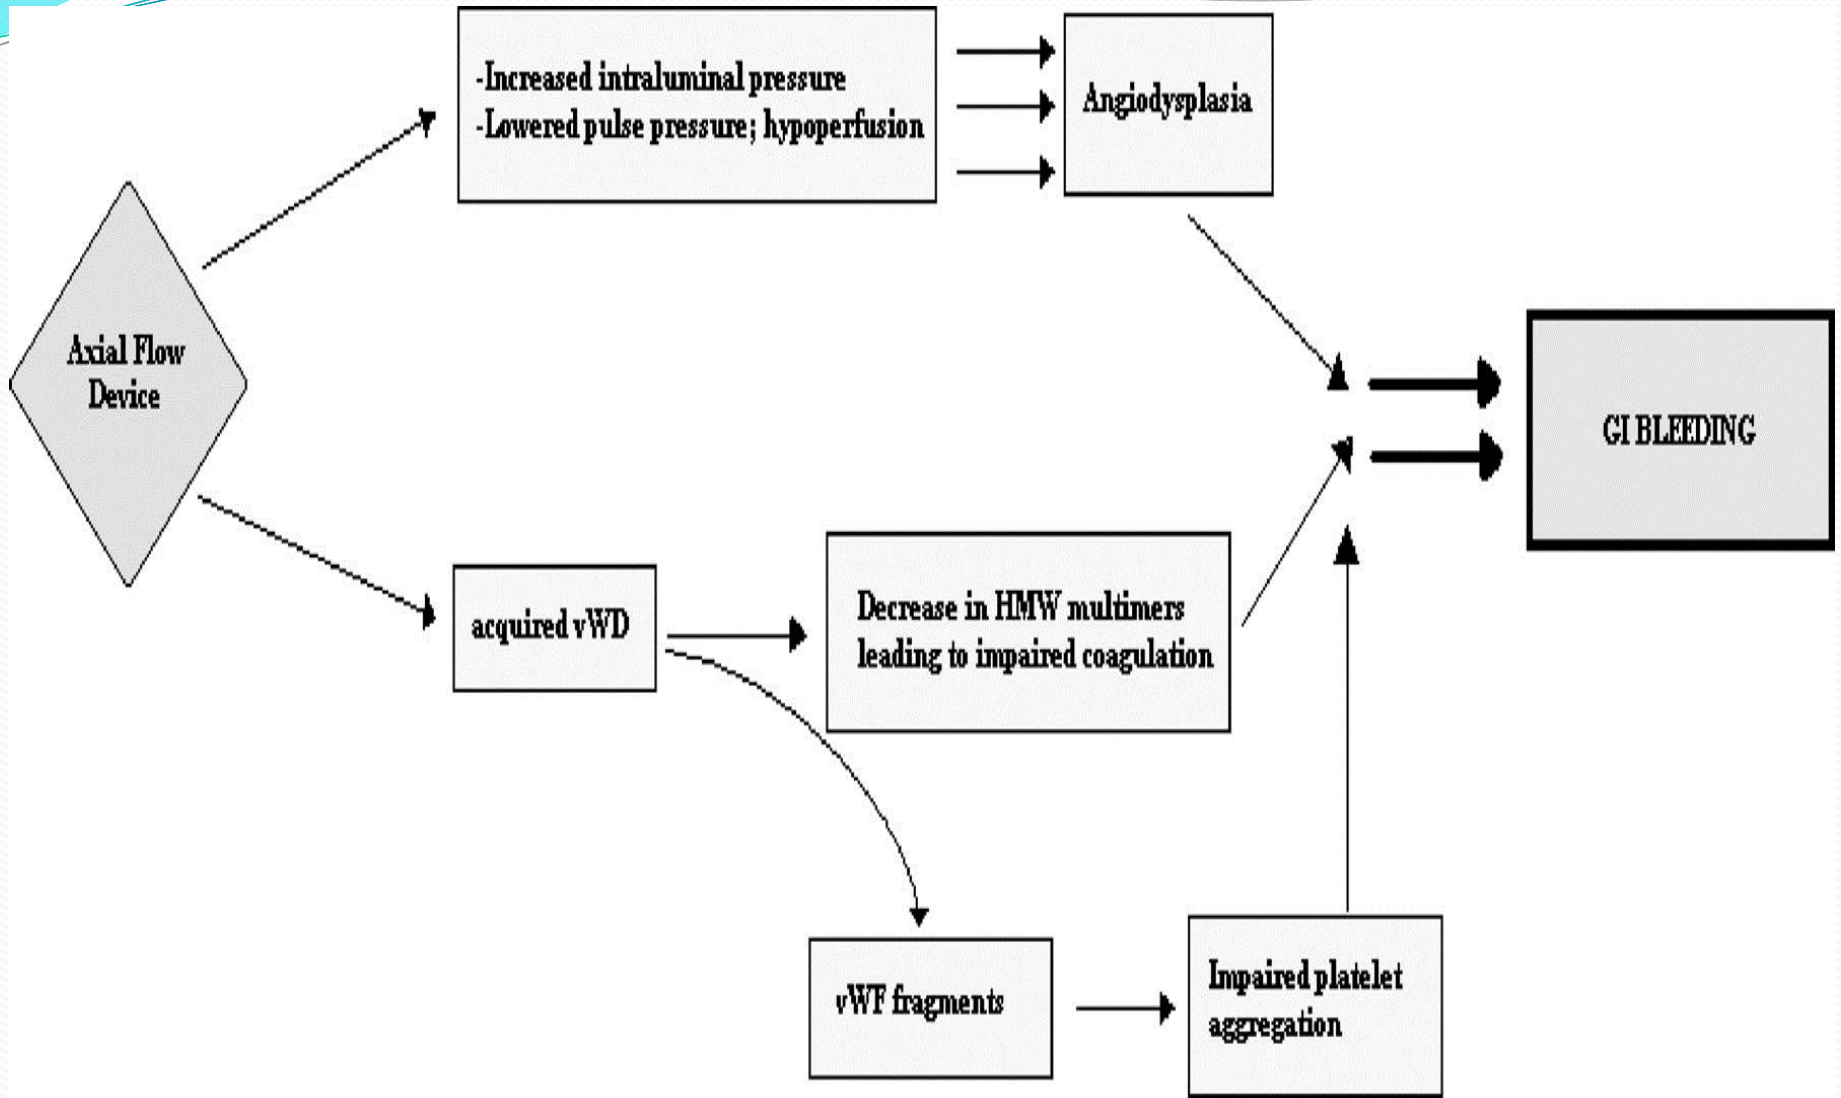 -Increased intraluminal pressure
-Lowered pulse pressure; hypoperfusion
Angiodysplasia
Axial Flow
Device
GI BLEEDING
acquired vWD
Decrease in HMW multimers
leading to impaired coagulation
vWF fragments
Impaired platelet
aggregation